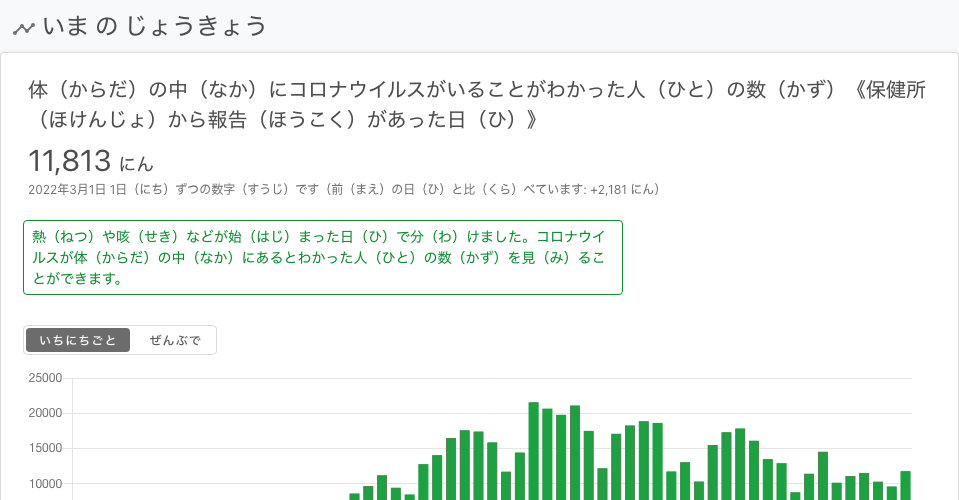 いま の じょうきょう
体（からだ）の中（なか）にコロナウイルスがいることがわかった人（ひと）の数（かず）《保健所
（ほけんじょ）から報告（ほうこく）があった日（ひ）》
11,813 にん
2022年3月1日 1日（にち）ずつの数字（すうじ）です（前（まえ）の日（ひ）と比（くら）べています: +2,181 にん）
熱（ねつ）や咳（せき）などが始（はじ）まった日（ひ）で分（わ）けました。コロナウイ
ルスが体（からだ）の中（なか）にあるとわかった人（ひと）の数（かず）を見（み）るこ
とができます。
いちにちごと ぜんぶで
25000
20000
15000
10000